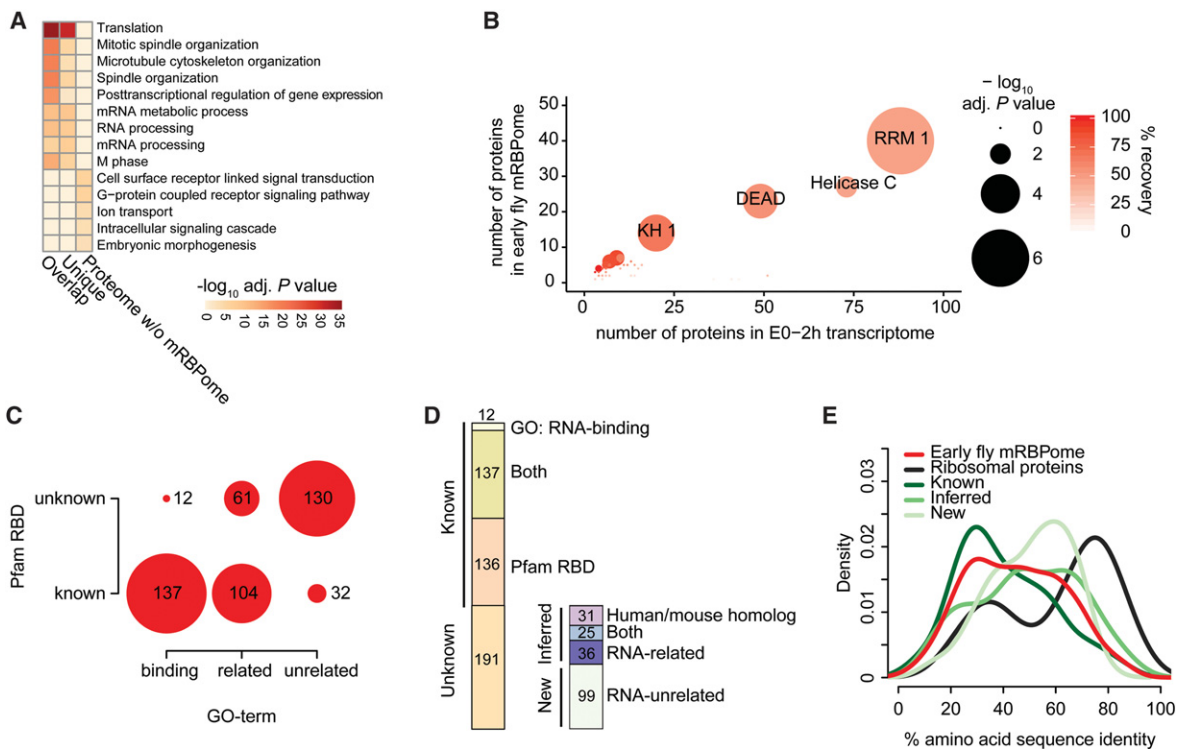 A
Translation
Mitotic spindle organization
Microtubule cytoskeleton organization
Spindle organization
Posttranscriptional regulation of gene expression
mRNA metabolic process
RNA processing
mRNA processing
M phase
Cell surface receptor linked signal transduction
G−protein coupled receptor signaling pathway
Ion transport
Intracellular signaling cascade
Embryonic morphogenesis
Overlap
Unique
Proteome w/o mRBPome
-log10 adj. P value
0 5 10 15 20 25 30 35
B
number of proteins
in early fly mRBPome
50
40
30
20
10
0
RRM 1
Helicase C
DEAD
KH 1
0 25 50 75 100
number of proteins in E0−2h transcriptome
− log10
adj. P value
0
2
4
6
100
80
60
40
20
0
% recovery
C
Pfam RBD
unknown
known
12 61 130
137 104 32
binding related unrelated
GO-term
D
12
GO: RNA-binding
137 Both
136 Pfam RBD
191
Known
Unknown
31 Human/mouse homolog
25 Both
36 RNA-related
99 RNA-unrelated
Inferred
New
E
Early fly mRBPome
Ribosomal proteins
Known
Inferred
New
Density
0.03
0.02
0.01
0
0 20 40 60 80 100
% amino acid sequence identity